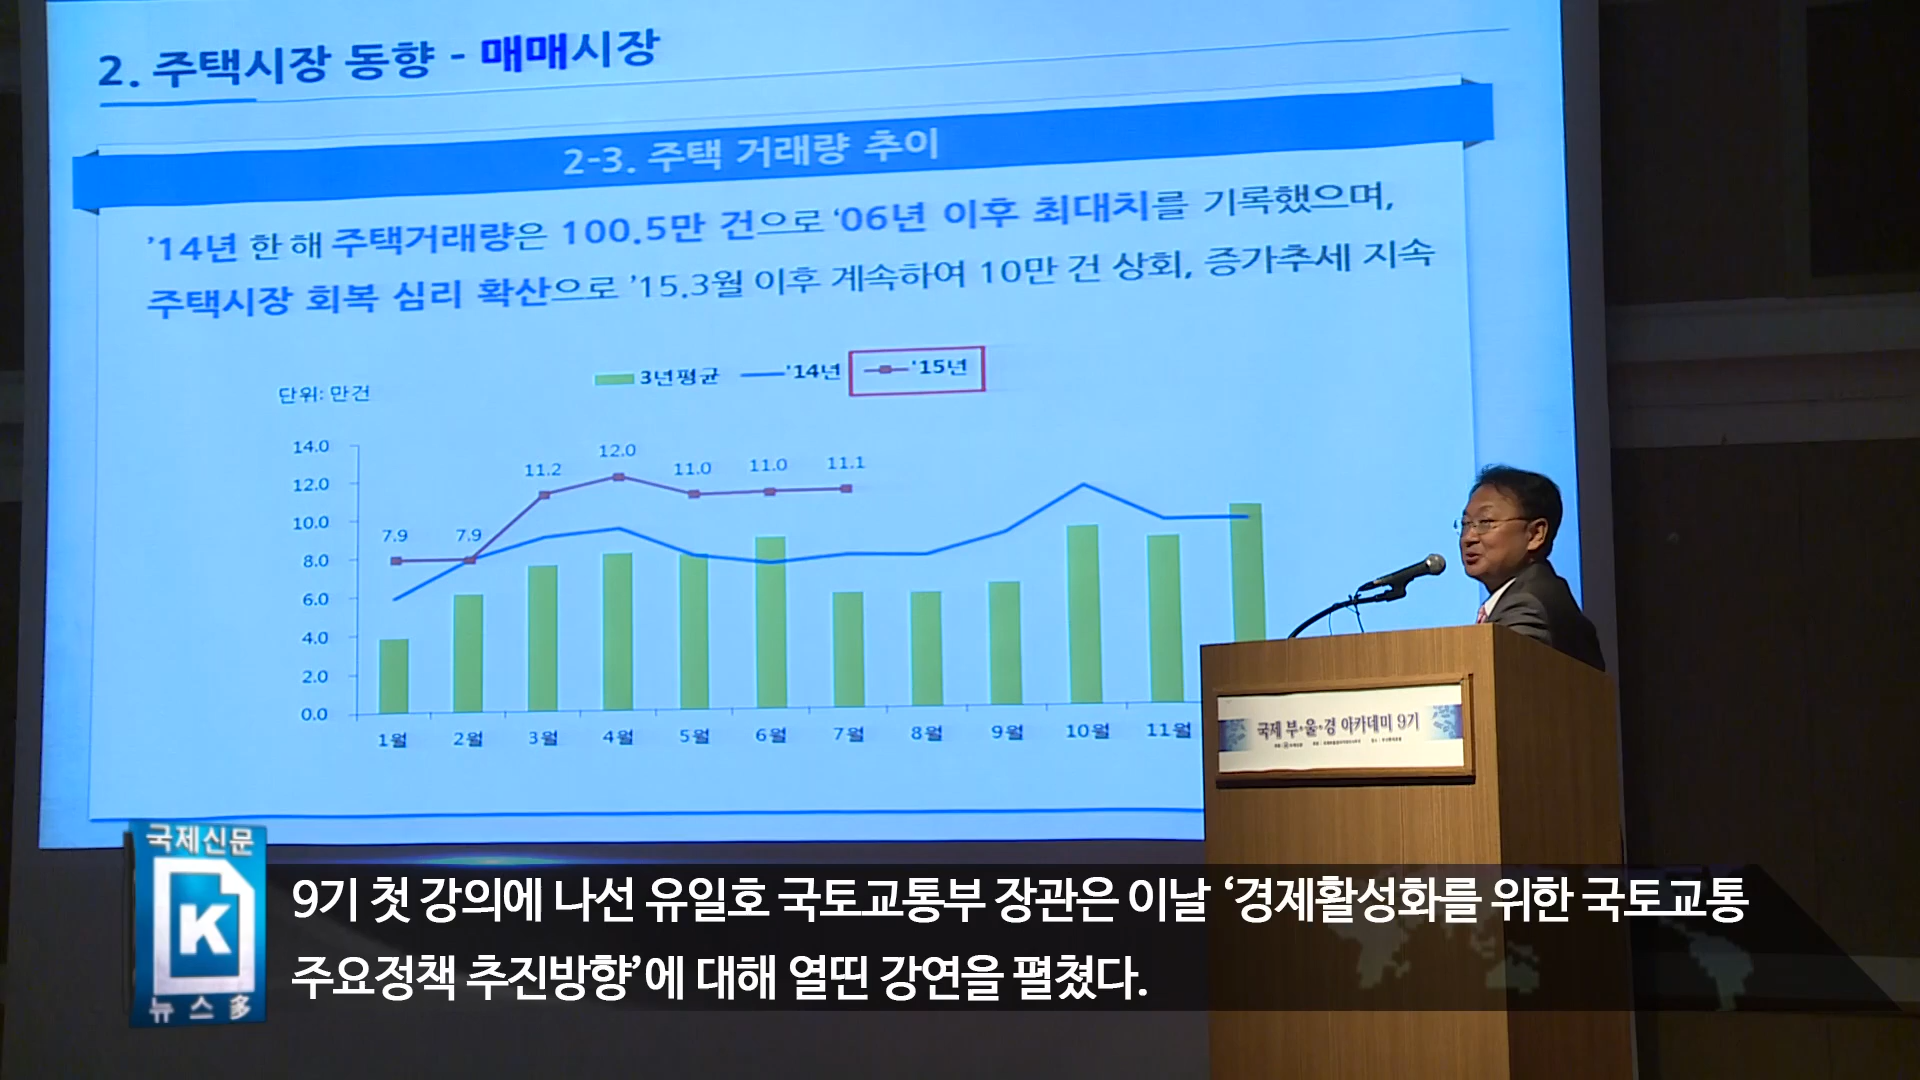 2. 주택시장 동향 - 매매시장
2-3. 주택 거래량 추이
'14년 한 해 주택거래량은 100.5만 건으로 '06년 이후 최대치를 기록했으며,
주택시장 회복 심리 확산으로 '15.3월 이후 계속하여 10만 건 상회, 증가추세 지속
단위: 만건
3년평균 '14년 '15년
14.0
12.0
10.0
8.0
6.0
4.0
2.0
0.0
7.9 7.9 11.2 12.0 11.0 11.0 11.1
1월 2월 3월 4월 5월 6월 7월 8월 9월 10월 11월
국제 부·울·경 아카데미 9기
국제신문
K
뉴스多
9기 첫 강의에 나선 유일호 국토교통부 장관은 이날 ‘경제활성화를 위한 국토교통
주요정책 추진방향’에 대해 열띤 강연을 펼쳤다.